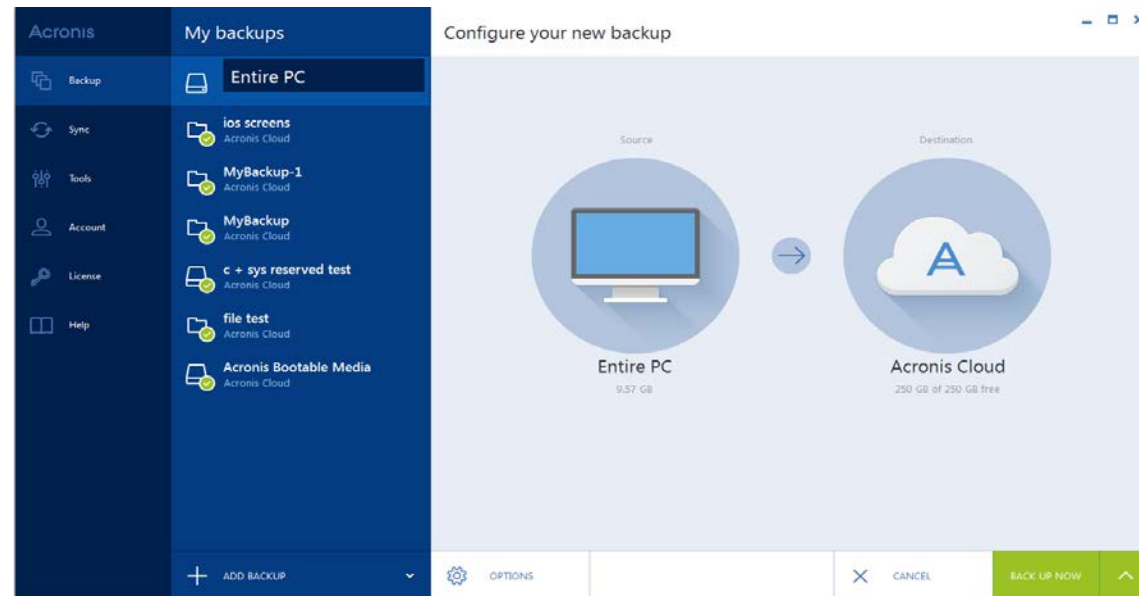 Acronis
Backup
Sync
Tools
Account
License
Help
My backups
Entire PC
ios screens
Acronis Cloud
MyBackup-1
Acronis Cloud
MyBackup
Acronis Cloud
c + sys reserved test
Acronis Cloud
file test
Acronis Cloud
Acronis Bootable Media
Acronis Cloud
ADD BACKUP
Configure your new backup
Source
Destination
A
Entire PC
Acronis Cloud
9.57 GB
250 GB of 250 GB free
OPTIONS
CANCEL
BACK UP NOW